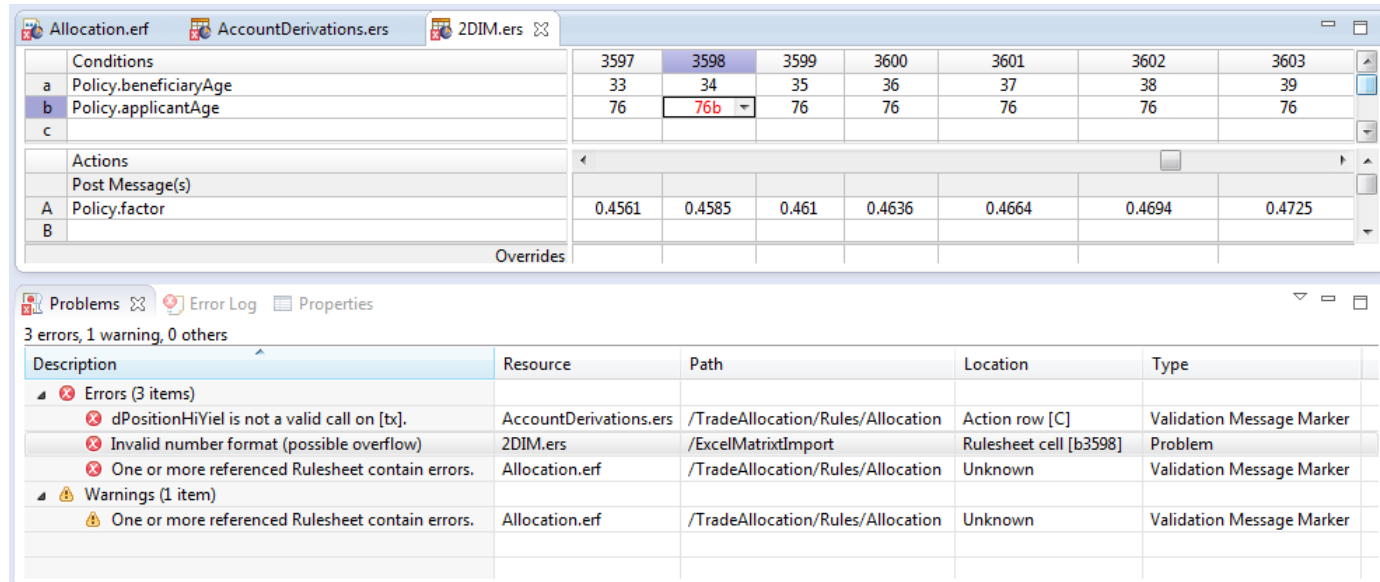 Allocation.erf AccountDerivations.ers 2DIM.ers
Conditions 3597 3598 3599 3600 3601 3602 3603
a Policy.beneficiaryAge 33 34 35 36 37 38 39
b Policy.applicantAge 76 76b 76 76 76 76 76
c
Actions
Post Message(s)
A Policy.factor 0.4561 0.4585 0.461 0.4636 0.4664 0.4694 0.4725
B
Overrides
Problems Error Log Properties
3 errors, 1 warning, 0 others
Description Resource Path Location Type
Errors (3 items)
dPositionHiYiel is not a valid call on [tx]. AccountDerivations.ers /TradeAllocation/Rules/Allocation Action row [C] Validation Message Marker
Invalid number format (possible overflow) 2DIM.ers /ExcelMatrixtImport Rulesheet cell [b3598] Problem
One or more referenced Rulesheet contain errors. Allocation.erf /TradeAllocation/Rules/Allocation Unknown Validation Message Marker
Warnings (1 item)
One or more referenced Rulesheet contain errors. Allocation.erf /TradeAllocation/Rules/Allocation Unknown Validation Message Marker